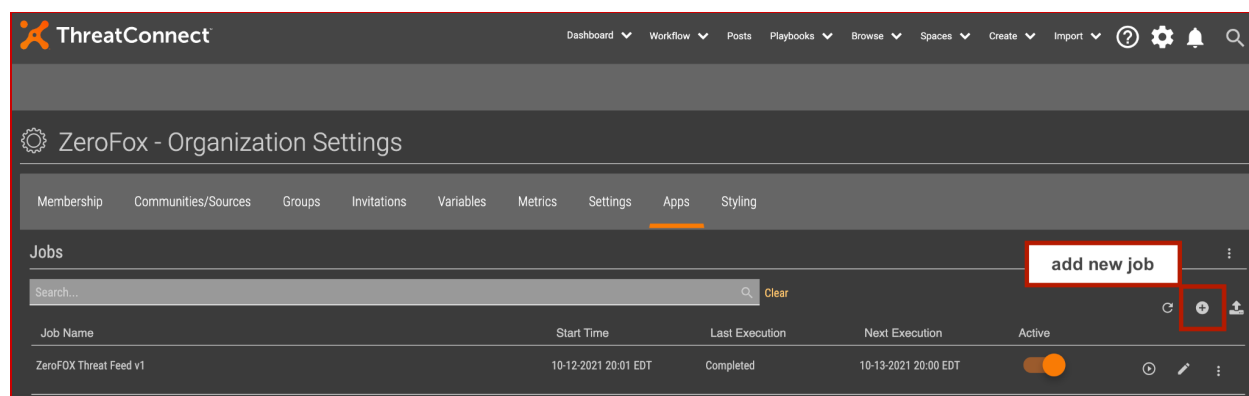 ThreatConnect
Dashboard Workflow Posts Playbooks Browse Spaces Create Import
ZeroFox - Organization Settings
Membership Communities/Sources Groups Invitations Variables Metrics Settings Apps Styling
Jobs
add new job
Search...
Clear
Job Name Start Time Last Execution Next Execution Active
ZeroFOX Threat Feed v1 10-12-2021 20:01 EDT Completed 10-13-2021 20:00 EDT